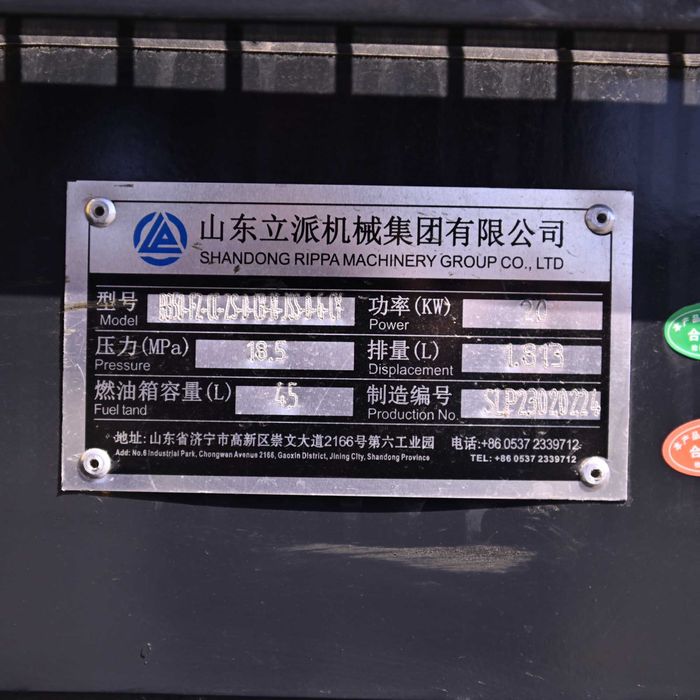 山东立派机械集团有限公司
SHANDONG RIPPA MACHINERY GROUP CO., LTD
型号
Model
功率(KW) 20
Power
压力(MPa) 18.5
Pressure
排量(L) 1.813
Displacement
燃油箱容量(L) 45
Fuel tand
制造编号 SLP23020224
Production No.
地址: 山东省济宁市高新区崇文大道2166号第六工业园 电话:+86 0537 2339712
Add: No.6 Industrial Park, Chongwan Avenue 2166, Gaoxin District, Jining City, Shandong Province TEL: +86 0537 2339712
合
合